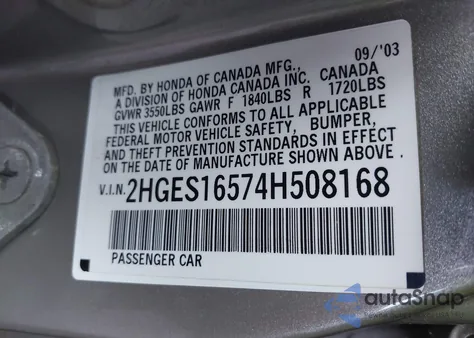 09/'03
MFD. BY HONDA OF CANADA MFG.,
A DIVISION OF HONDA CANADA INC. CANADA
GVWR 3550LBS GAWR F 1840LBS R 1720LBS
THIS VEHICLE CONFORMS TO ALL APPLICABLE
FEDERAL MOTOR VEHICLE SAFETY, BUMPER,
AND THEFT PREVENTION STANDARDS IN EFFECT
ON THE DATE OF MANUFACTURE SHOWN ABOVE.
V.I.N. 2HGES16574H508168
PASSENGER CAR
autoSnap